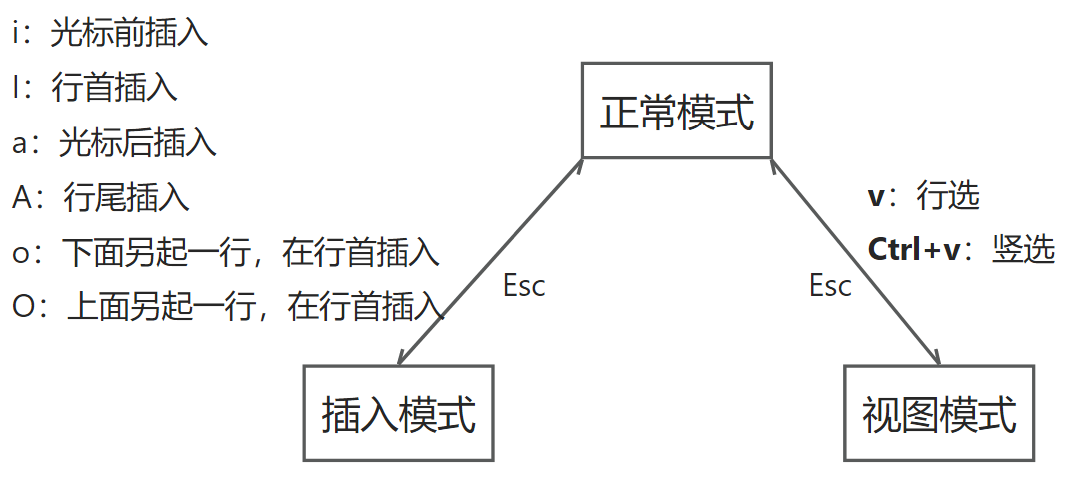 i：光标前插入
I：行首插入
a：光标后插入
A：行尾插入
o：下面另起一行，在行首插入
O：上面另起一行，在行首插入
正常模式
v：行选
Ctrl+v：竖选
Esc
Esc
插入模式
视图模式